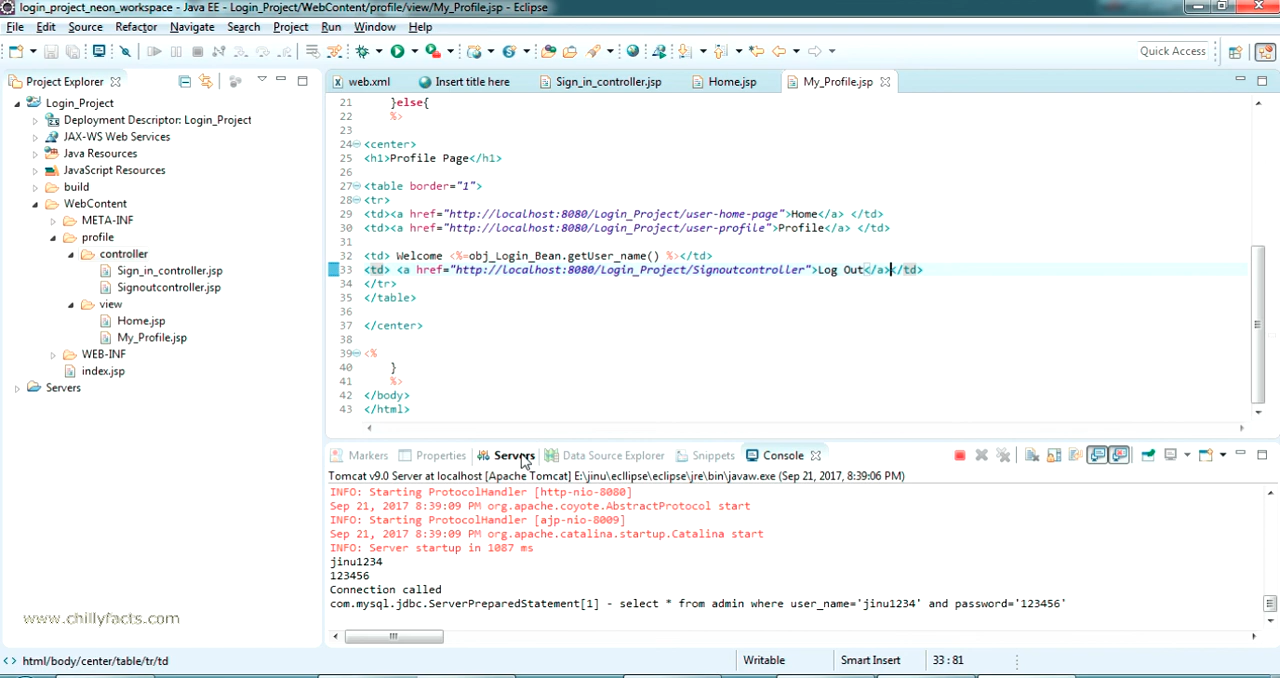 login_project_neon_workspace - Java EE - Login_Project/WebContent/profile/view/My_Profile.jsp - Eclipse
File Edit Source Refactor Navigate Search Project Run Window Help
Quick Access
Project Explorer
web.xml Insert title here Sign_in_controller.jsp Home.jsp My_Profile.jsp
Login_Project
Deployment Descriptor: Login_Project
JAX-WS Web Services
Java Resources
JavaScript Resources
build
WebContent
META-INF
profile
controller
Sign_in_controller.jsp
Signoutcontroller.jsp
view
Home.jsp
My_Profile.jsp
WEB-INF
index.jsp
Servers
21 }else{
22 %>
23
24 <center>
25 <h1>Profile Page</h1>
26
27 <table border="1">
28 <tr>
29 <td><a href="http://localhost:8080/Login_Project/user-home-page">Home</a> </td>
30 <td><a href="http://localhost:8080/Login_Project/user-profile">Profile</a> </td>
31
32 <td> Welcome <%=obj_Login_Bean.getUser_name() %></td>
33 <td> <a href="http://localhost:8080/Login_Project/Signoutcontroller">Log Out</a></td>
34 </tr>
35 </table>
36
37 </center>
38
39 <%
40 }
41 %>
42 </body>
43 </html>
Markers Properties Servers Data Source Explorer Snippets Console
Tomcat v9.0 Server at localhost [Apache Tomcat] E:\jinu\ecllipse\eclipse\jre\bin\javaw.exe (Sep 21, 2017, 8:39:06 PM)
INFO: Starting ProtocolHandler [http-nio-8080]
Sep 21, 2017 8:39:09 PM org.apache.coyote.AbstractProtocol start
INFO: Starting ProtocolHandler [ajp-nio-8009]
Sep 21, 2017 8:39:09 PM org.apache.catalina.startup.Catalina start
INFO: Server startup in 1087 ms
jinu1234
123456
Connection called
com.mysql.jdbc.ServerPreparedStatement[1] - select * from admin where user_name='jinu1234' and password='123456'
www.chillyfacts.com
html/body/center/table/tr/td
Writable Smart Insert 33 : 81